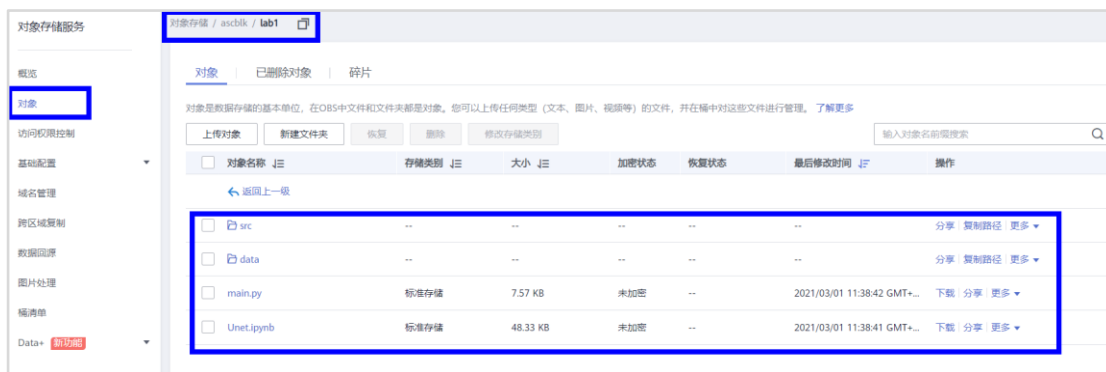 对象存储服务
对象存储 / ascblk / lab1
概览
对象
访问权限控制
基础配置
域名管理
跨区域复制
数据回源
图片处理
桶清单
Data+ 新功能
对象 已删除对象 碎片
对象是数据存储的基本单位，在OBS中文件和文件夹都是对象。您可以上传任何类型（文本、图片、视频等）的文件，并在桶中对这些文件进行管理。 了解更多
上传对象 新建文件夹 恢复 删除 修改存储类别 输入对象名前缀搜索
对象名称 存储类别 大小 加密状态 恢复状态 最后修改时间 操作
返回上一级
src -- -- -- -- -- 分享 复制路径 更多
data -- -- -- -- -- 分享 复制路径 更多
main.py 标准存储 7.57 KB 未加密 -- 2021/03/01 11:38:42 GMT+... 下载 分享 更多
Unet.ipynb 标准存储 48.33 KB 未加密 -- 2021/03/01 11:38:41 GMT+... 下载 分享 更多